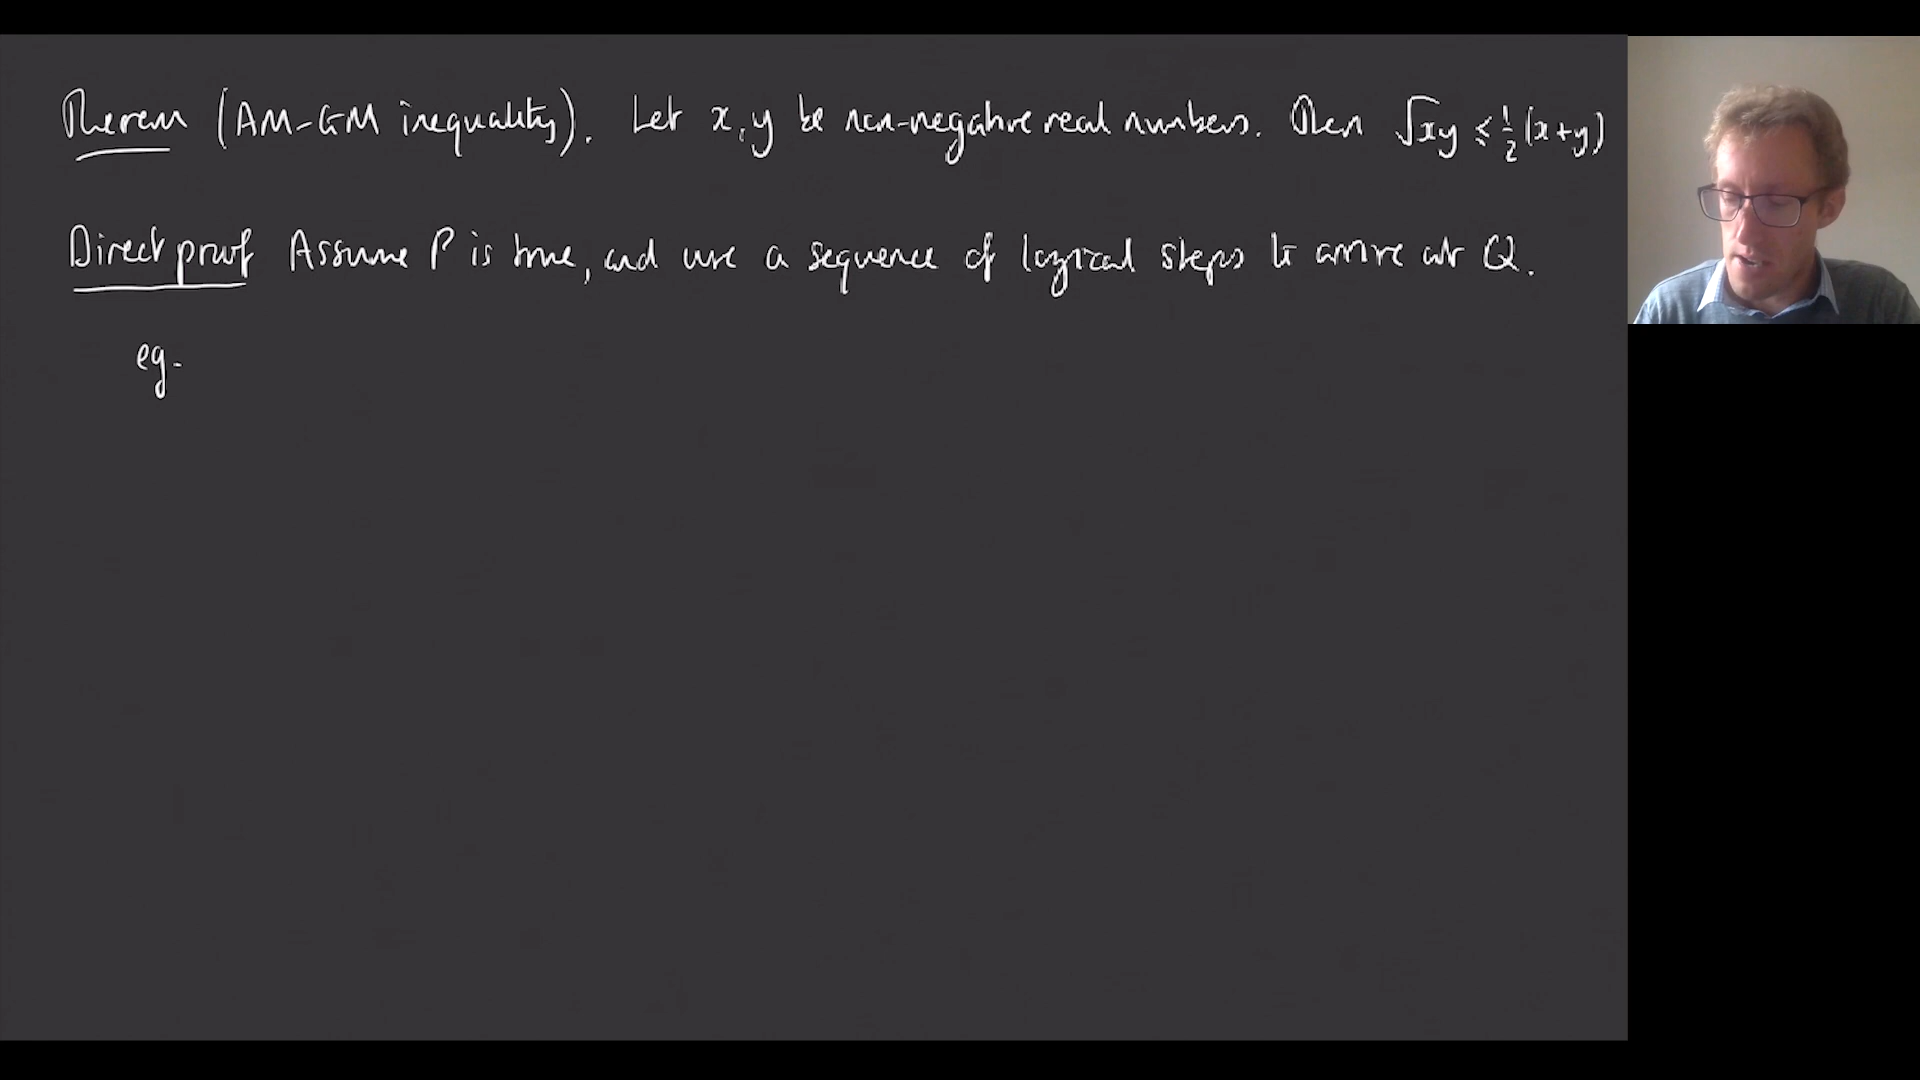 Theorem (AM-GM inequality). Let x, y be non-negative real numbers. Then √xy ≤ ½(x+y)
Direct proof Assume P is true, and use a sequence of logical steps to arrive at Q.
eg.